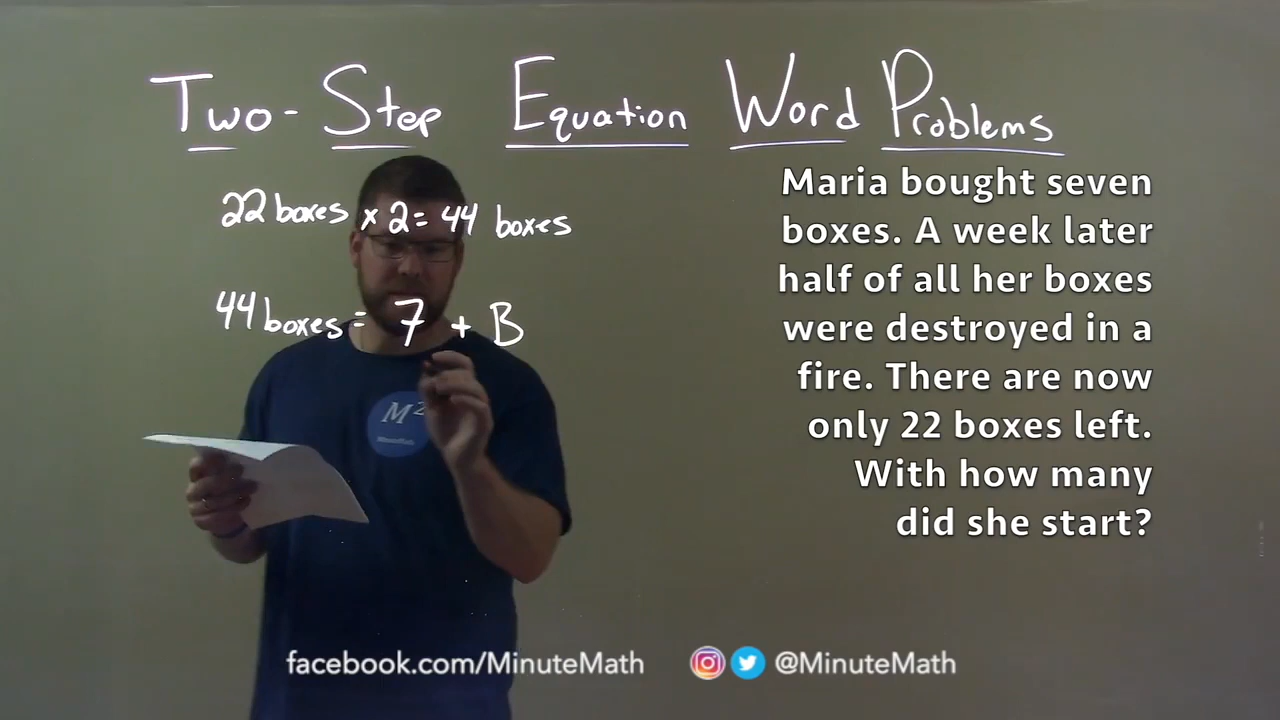 Two-Step Equation Word Problems
22 boxes x 2 = 44 boxes
44 boxes = 7 + B
Maria bought seven
boxes. A week later
half of all her boxes
were destroyed in a
fire. There are now
only 22 boxes left.
With how many
did she start?
M²
MinuteMath
facebook.com/MinuteMath
@MinuteMath